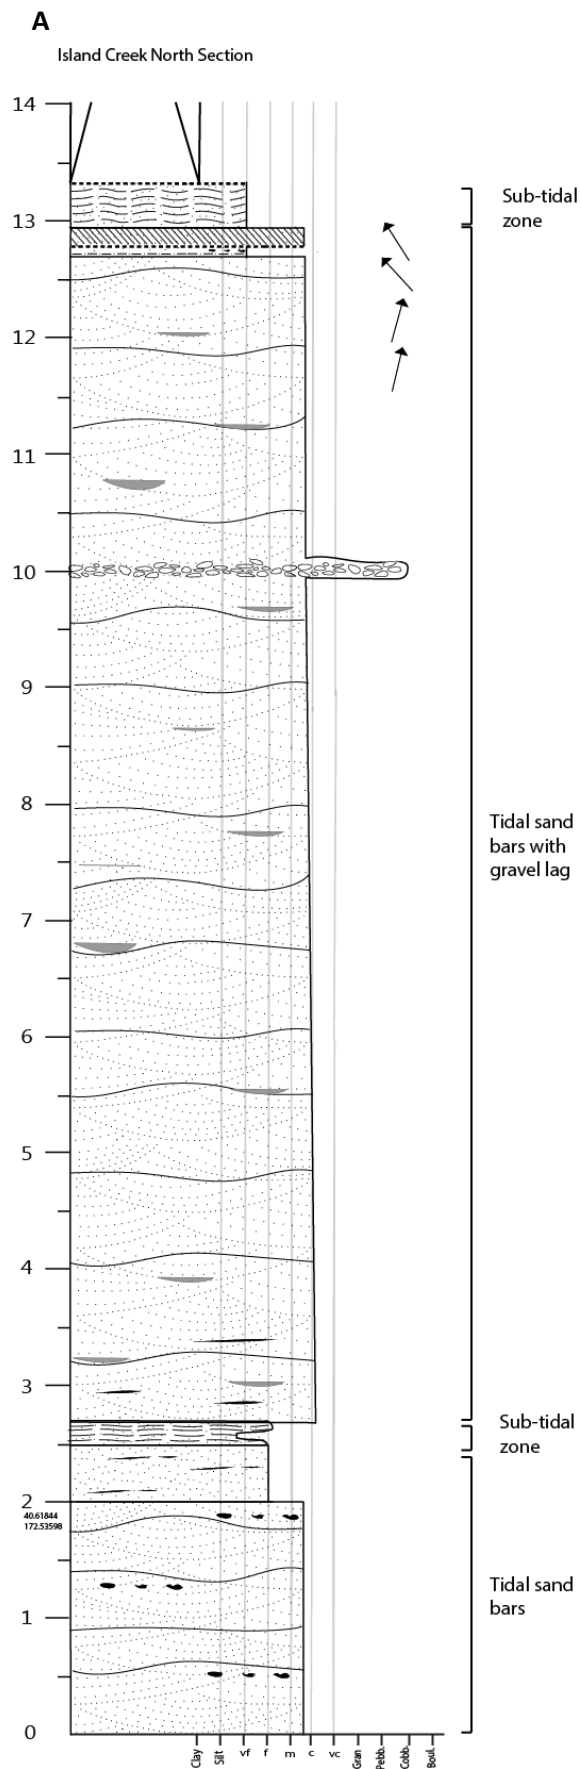 A
Island Creek North Section
14
Sub-tidal
zone
13
12
11
10
9
8
Tidal sand
bars with
gravel lag
7
6
5
4
3
Sub-tidal
zone
2
40.61844
172.53598
Tidal sand
bars
1
0
Clay Silt vf f m c vc Gran Pebb. Cobb. Boul.